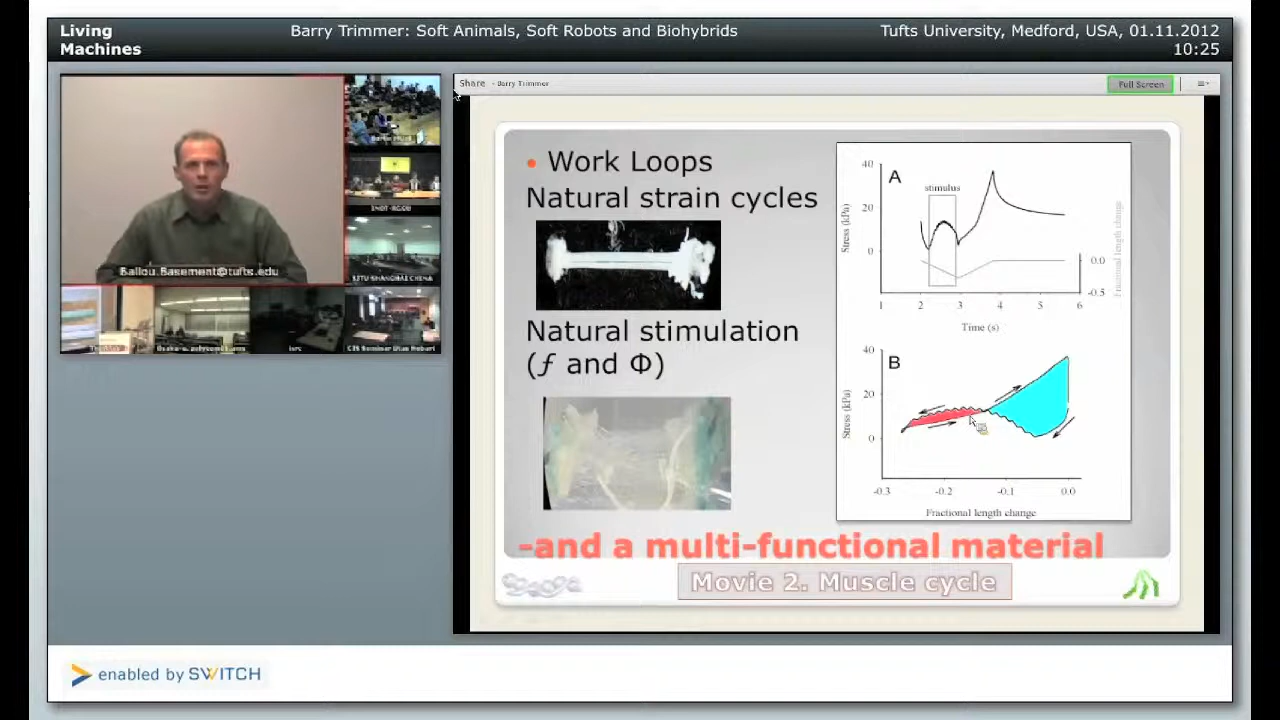 Living
Machines
Barry Trimmer: Soft Animals, Soft Robots and Biohybrids
Tufts University, Medford, USA, 01.11.2012
10:25
Ballou.Basement@tufts.edu
SJTU SHANGHAI CHINA
Share - Barry Trimmer
Full Screen
• Work Loops
Natural strain cycles
Natural stimulation
(ƒ and Φ)
A
stimulus
Stress (kPa)
40
20
0
Fractional length change
0.0
-0.5
1 2 3 4 5 6
Time (s)
B
Stress (kPa)
40
20
0
-0.3 -0.2 -0.1 0.0
Fractional length change
-and a multi-functional material
Movie 2. Muscle cycle
enabled by SWITCH